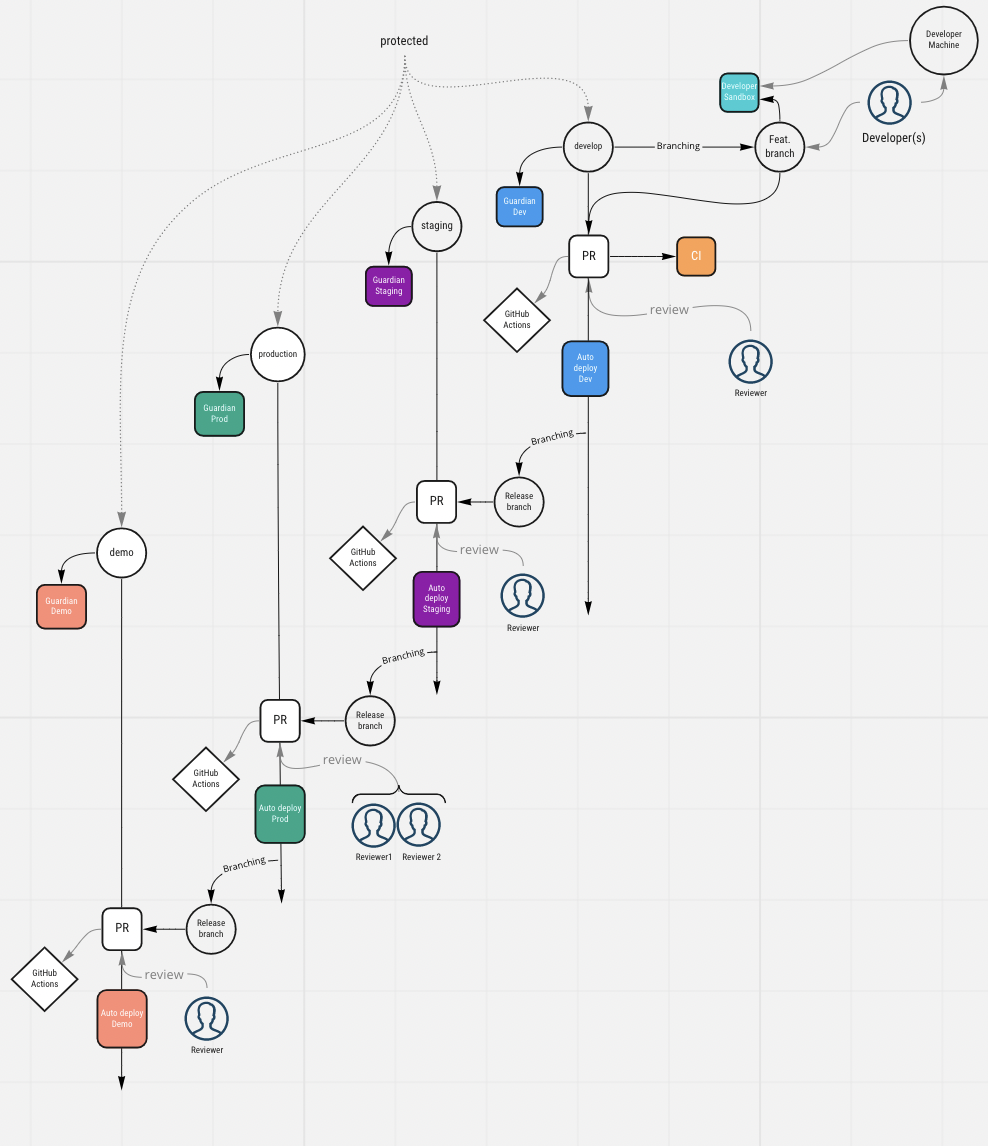 protected
Developer
Machine
Developer
Sandbox
Developer(s)
develop
Branching
Feat.
branch
Guardian
Dev
staging
PR
CI
Guardian
Staging
GitHub
Actions
review
Reviewer
production
Auto
deploy
Dev
Guardian
Prod
Branching
PR
Release
branch
GitHub
Actions
review
demo
Auto
deploy
Staging
Reviewer
Guardian
Demo
Branching
PR
Release
branch
GitHub
Actions
review
Auto deploy
Prod
Reviewer1
Reviewer 2
Branching
PR
Release
branch
GitHub
Actions
review
Auto deploy
Demo
Reviewer